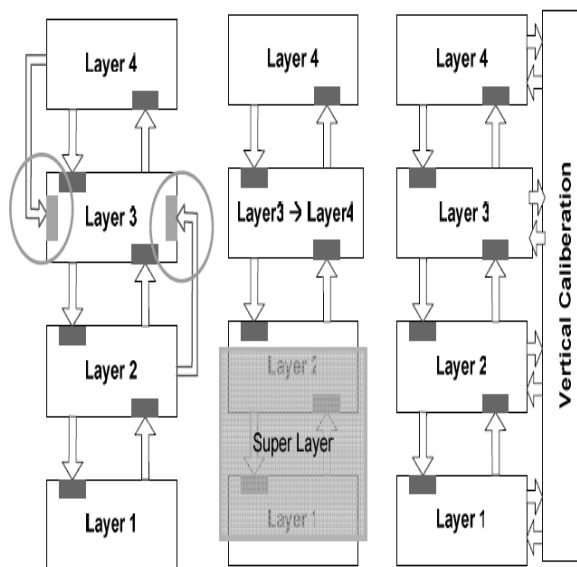 Layer 4
Layer 3
Layer 2
Layer 1
Layer 4
Layer3 → Layer4
Layer 2
Super Layer
Layer 1
Layer 4
Layer 3
Layer 2
Layer 1
Vertical Caliberation